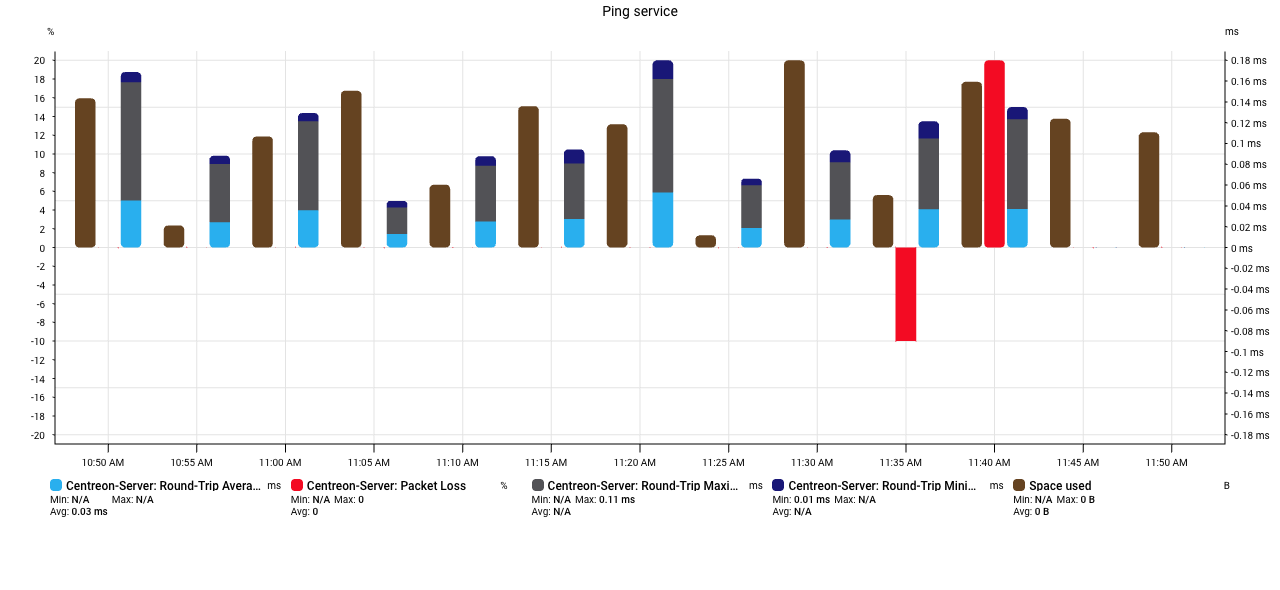 Ping service
% ms
20 0.18 ms
18 0.16 ms
16 0.14 ms
14 0.12 ms
12 0.1 ms
10 0.08 ms
8 0.06 ms
6 0.04 ms
4 0.02 ms
2 0 ms
0 -0.02 ms
-2 -0.04 ms
-4 -0.06 ms
-6 -0.08 ms
-8 -0.1 ms
-10 -0.12 ms
-12 -0.14 ms
-14 -0.16 ms
-16 -0.18 ms
-18
-20
10:50 AM 10:55 AM 11:00 AM 11:05 AM 11:10 AM 11:15 AM 11:20 AM 11:25 AM 11:30 AM 11:35 AM 11:40 AM 11:45 AM 11:50 AM
Centreon-Server: Round-Trip Avera... ms Centreon-Server: Packet Loss % Centreon-Server: Round-Trip Maxi... ms Centreon-Server: Round-Trip Mini... ms Space used B
Min: N/A Max: N/A Min: N/A Max: 0 Min: N/A Max: 0.11 ms Min: 0.01 ms Max: N/A Min: N/A Max: 0 B
Avg: 0.03 ms Avg: 0 Avg: N/A Avg: N/A Avg: 0 B